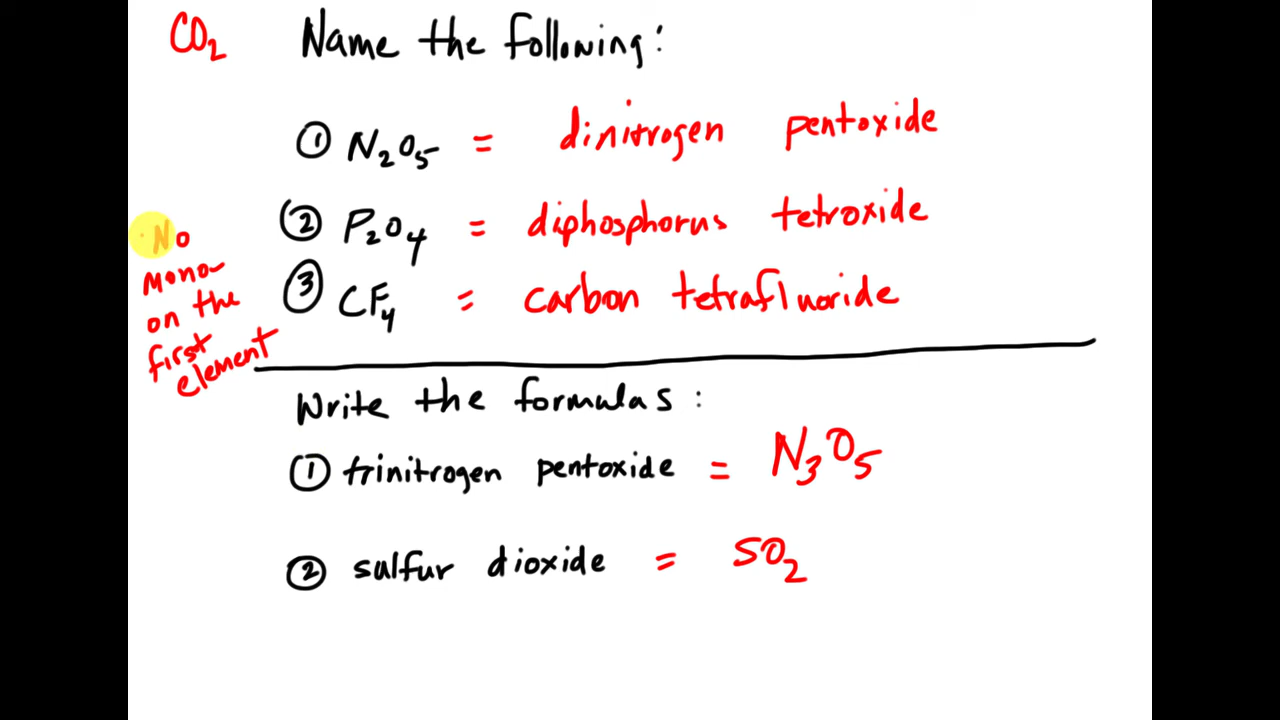 CO₂
Name the following:
① N₂O₅ = dinitrogen pentoxide
② P₂O₄ = diphosphorus tetroxide
③ CF₄ = carbon tetrafluoride
No
mono-
on the
first
element
Write the formulas:
① trinitrogen pentoxide = N₃O₅
② sulfur dioxide = SO₂